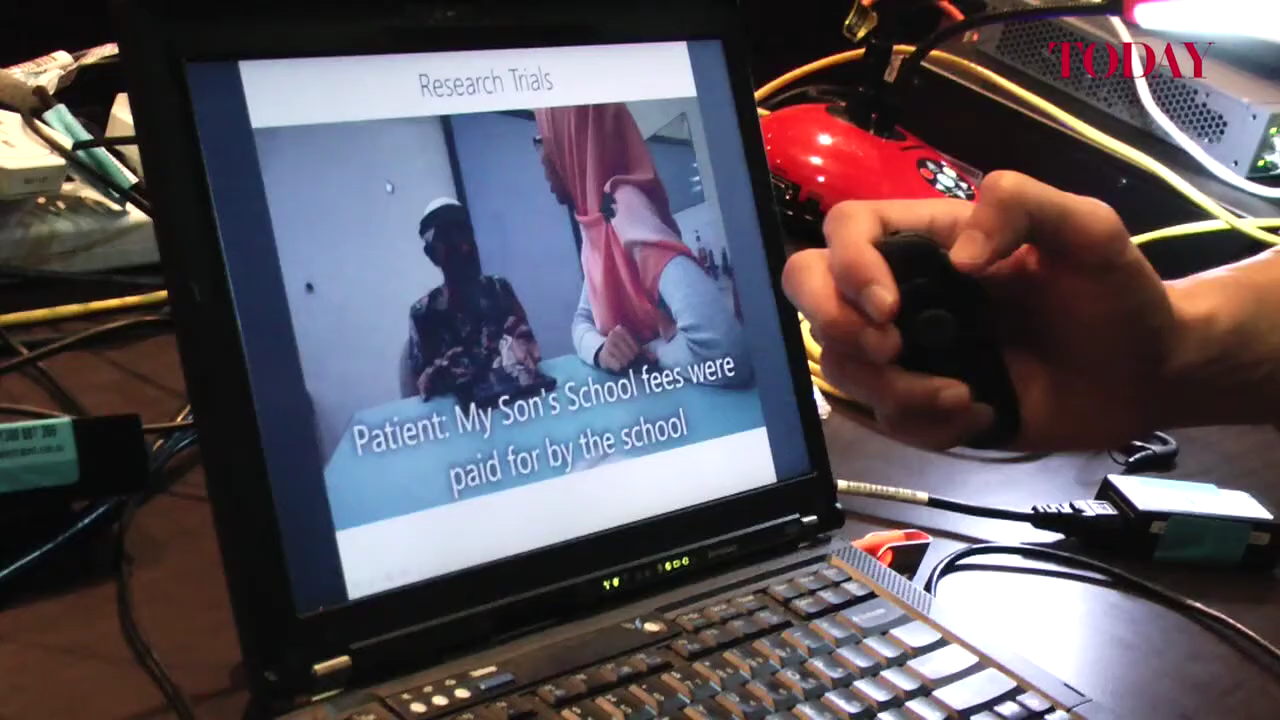 TODAY
Research Trials
Patient: My Son's School fees were
paid for by the school